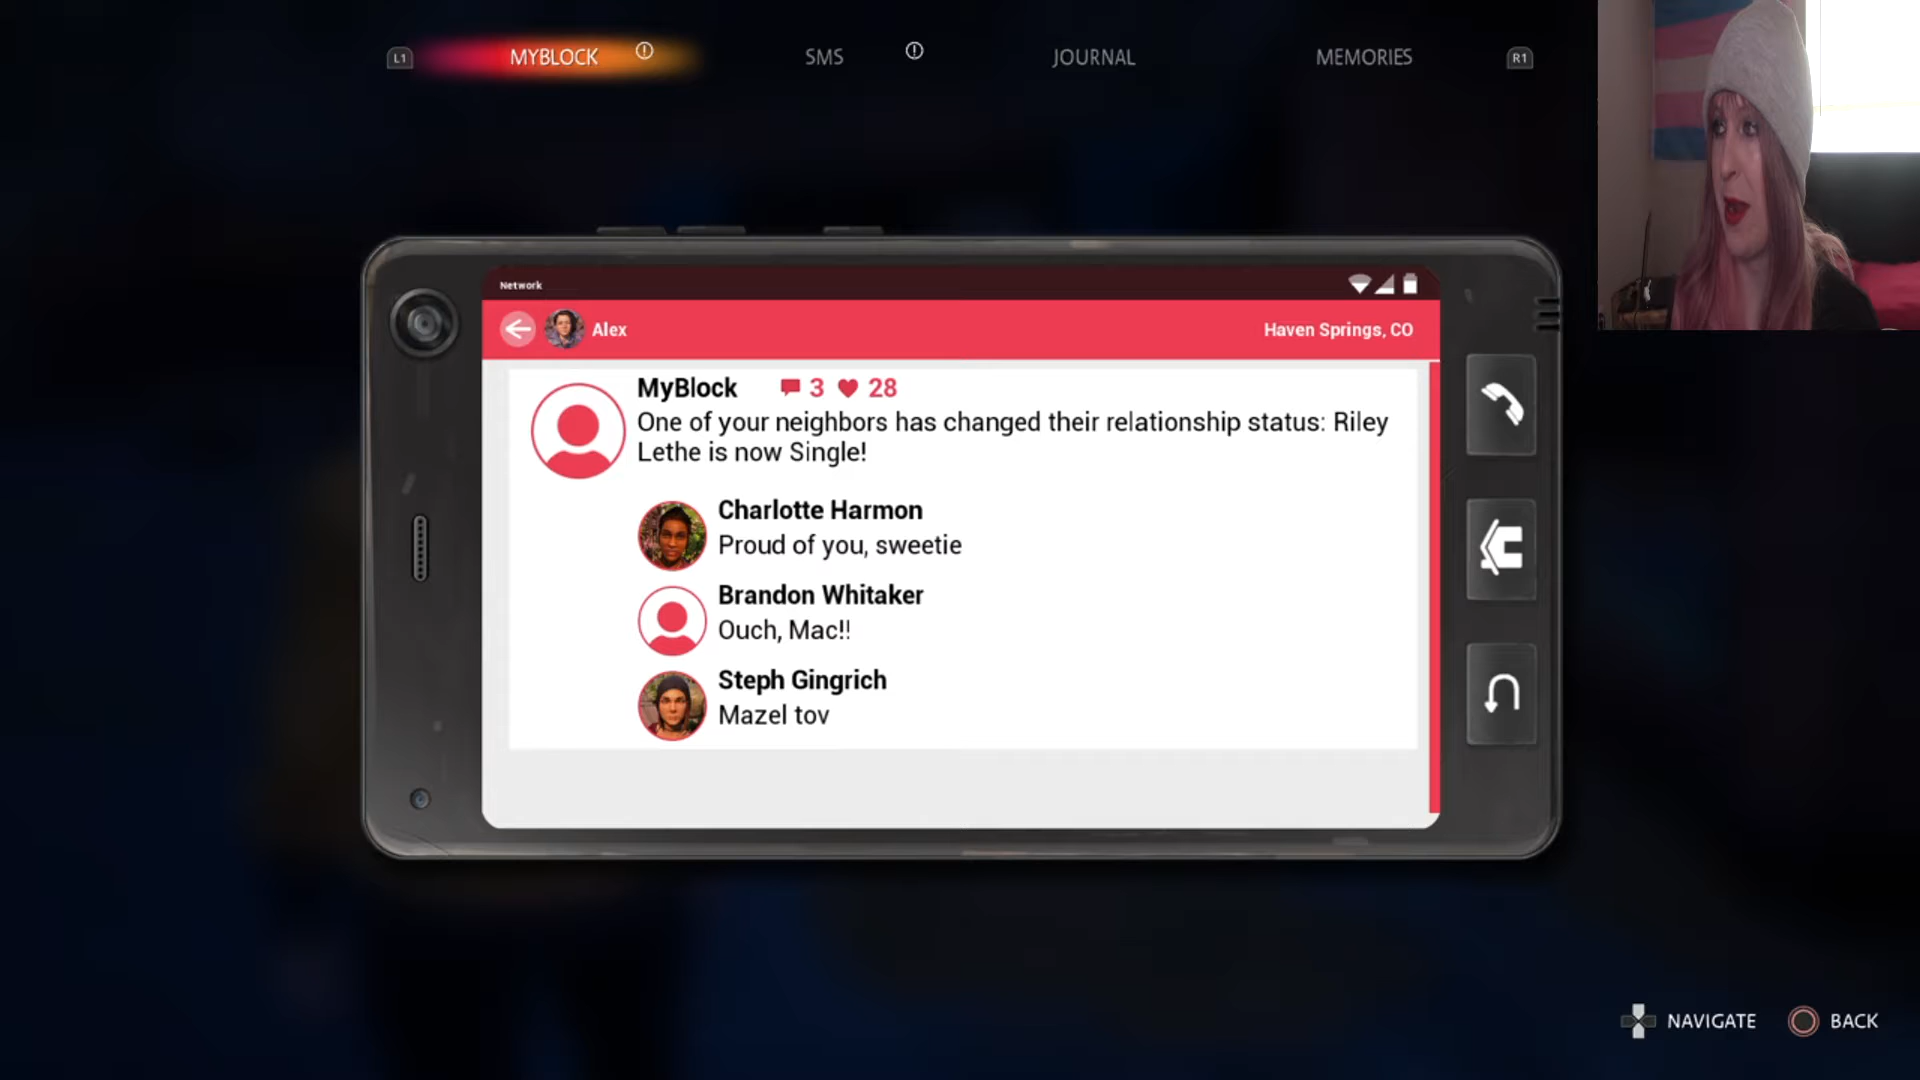 L1 MYBLOCK SMS JOURNAL MEMORIES R1
Network
Alex Haven Springs, CO
MyBlock 3 28
One of your neighbors has changed their relationship status: Riley
Lethe is now Single!
Charlotte Harmon
Proud of you, sweetie
Brandon Whitaker
Ouch, Mac!!
Steph Gingrich
Mazel tov
NAVIGATE BACK